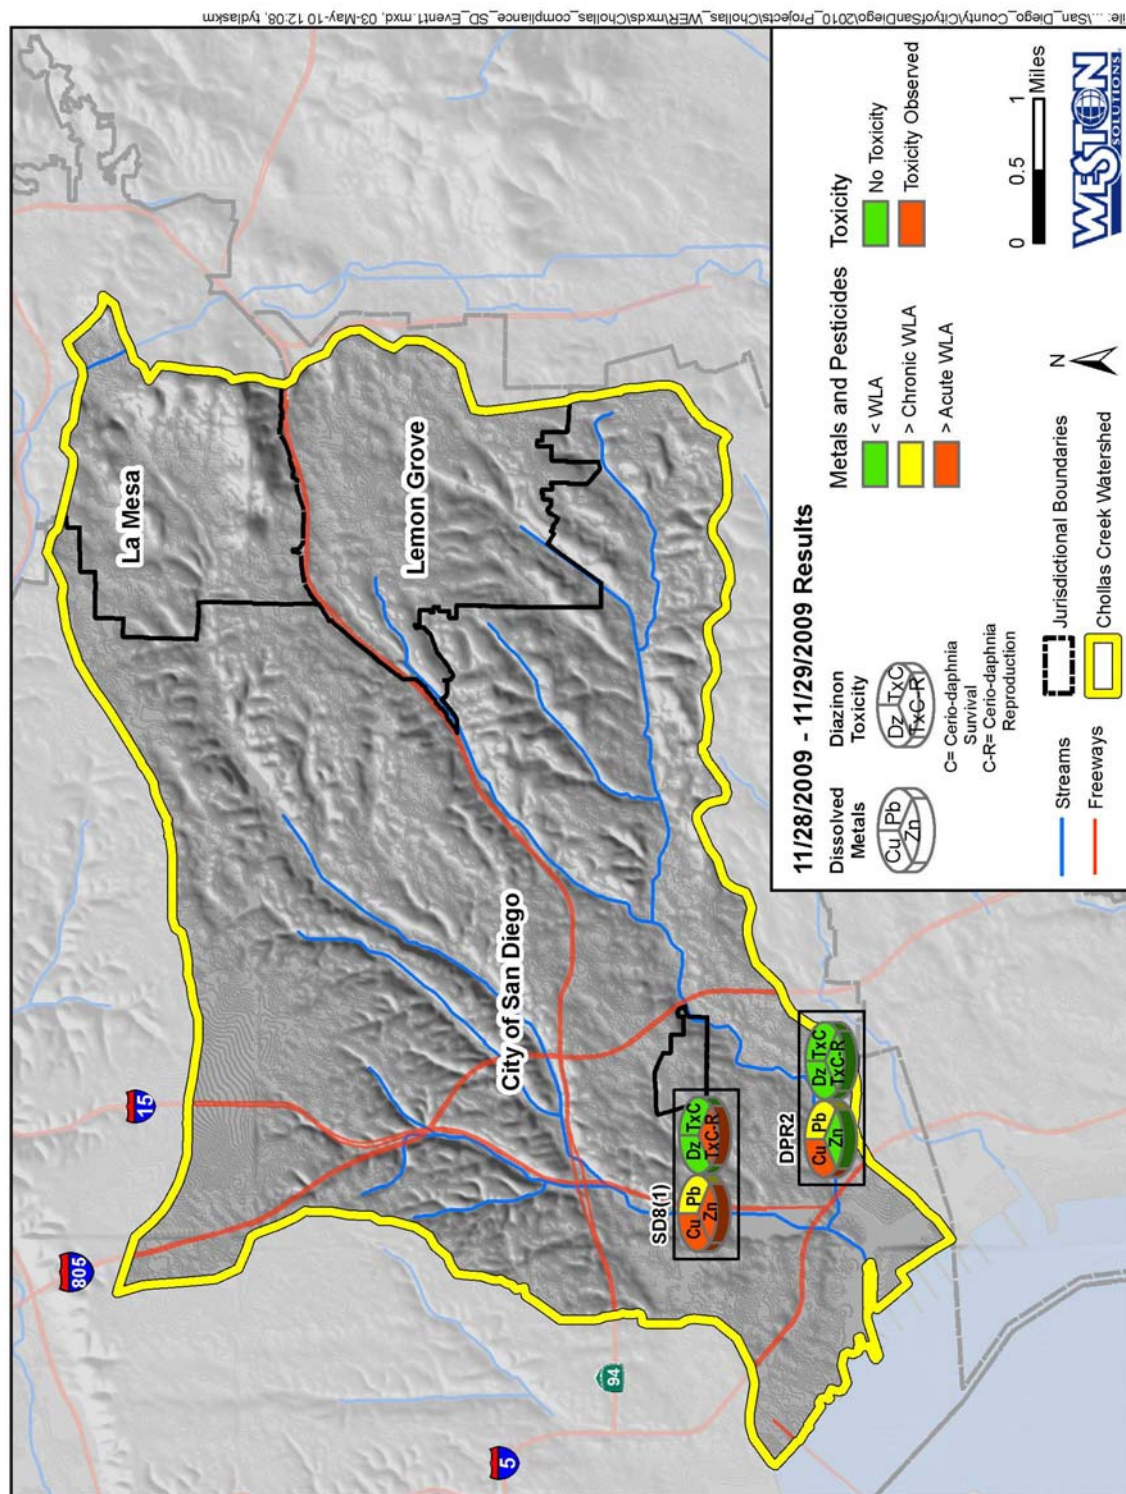 ile: ...\San_Diego_County_City\CityofSanDiego\2010_Project\Chollas_WER\mxds\Chollas_compliance_SD_Event1.mxd, 03-May-10 12:08, tydlaskm
La Mesa
Lemon Grove
City of San Diego
805
15
5
94
SD8(1)
Cu Pb
Zn
Dz TxC
TxC-R
DPR2
Cu Pb
Zn
Dz TxC
TxC-R
11/28/2009 - 11/29/2009 Results
Dissolved
Metals
Cu Pb
Zn
Diazinon
Toxicity
Dz TxC
TxC-R
C= Cerio-daphnia
Survival
C-R= Cerio-daphnia
Reproduction
Metals and Pesticides
< WLA
> Chronic WLA
> Acute WLA
Toxicity
No Toxicity
Toxicity Observed
Streams
Freeways
Jurisdictional Boundaries
Chollas Creek Watershed
N
0 0.5 1
Miles
WESTON
SOLUTIONS